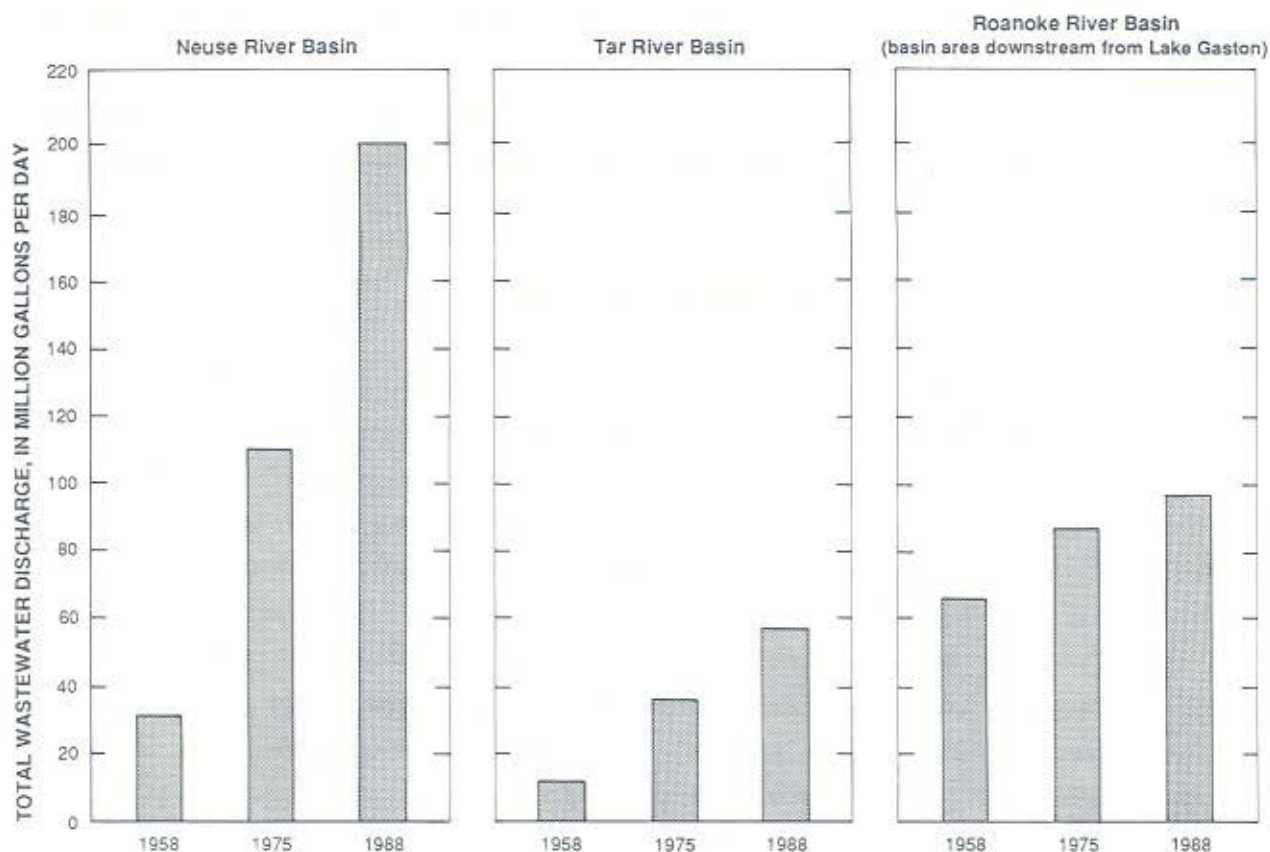 Neuse River Basin
Tar River Basin
Roanoke River Basin
(basin area downstream from Lake Gaston)
TOTAL WASTEWATER DISCHARGE, IN MILLION GALLONS PER DAY
220
200
180
160
140
120
100
80
60
40
20
0
1958 1975 1988
1958 1975 1988
1958 1975 1988